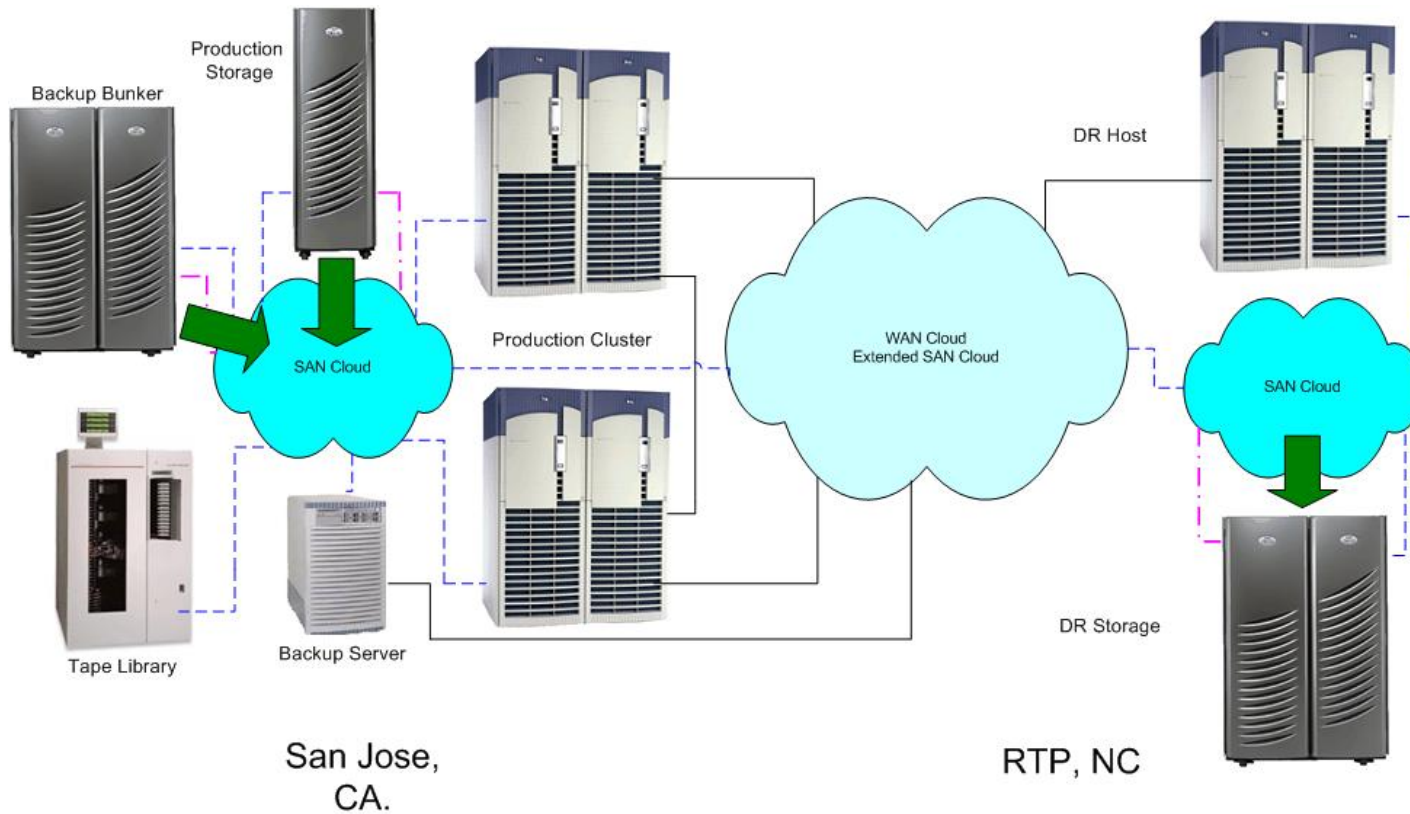 Production
Storage
Backup Bunker
DR Host
SAN Cloud
Production Cluster
WAN Cloud
Extended SAN Cloud
SAN Cloud
Tape Library
Backup Server
DR Storage
San Jose,
CA.
RTP, NC